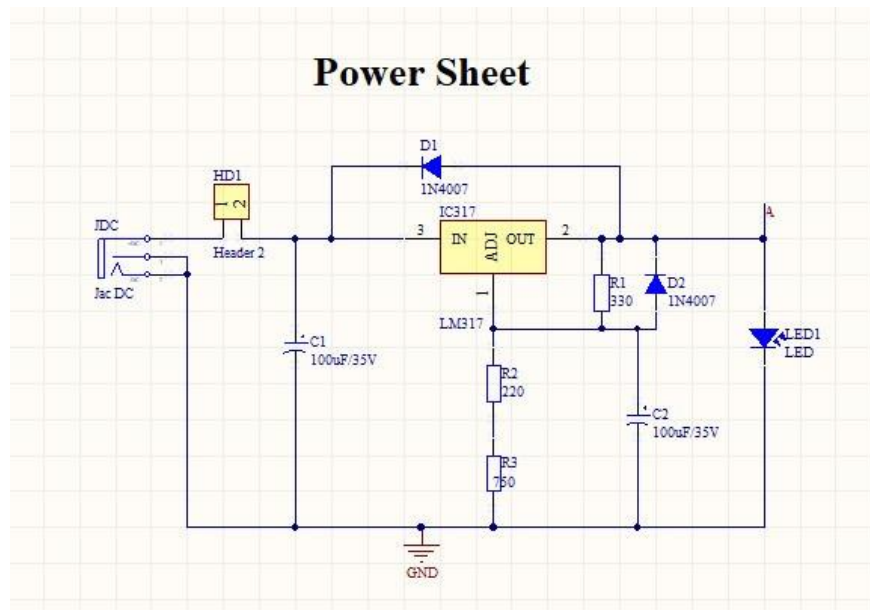 Power Sheet
D1
1N4007
HD1
1 2
Header 2
JDC
Jac DC
IC317
3 IN ADJ OUT 2
1
LM317
A
R1
330
D2
1N4007
C1
100uF/35V
LED1
LED
R2
220
C2
100uF/35V
R3
750
GND